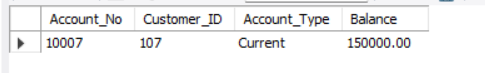 Account_No Customer_ID Account_Type Balance
10007 107 Current 150000.00